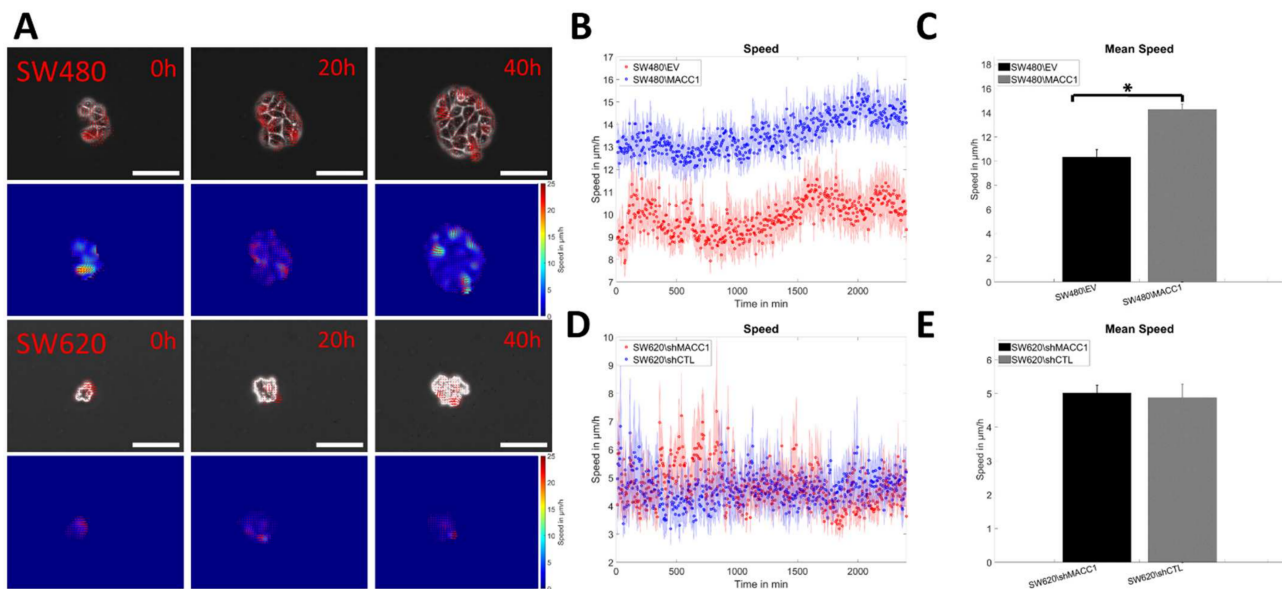 A
SW480 0h
20h
40h
25
20
15
10
5
0
Speed in µm/h
SW620 0h
20h
40h
25
20
15
10
5
0
Speed in µm/h
B
Speed
SW480\EV
SW480\MACC1
17
16
15
14
13
12
11
10
9
8
7
Speed in µm/h
0 500 1000 1500 2000
Time in min
C
Mean Speed
SW480\EV
SW480\MACC1
*
18
16
14
12
10
8
6
4
2
0
Speed in µm/h
SW480\EV
SW480\MACC1
D
Speed
SW620\shMACC1
SW620\shCTL
10
9
8
7
6
5
4
3
2
Speed in µm/h
0 500 1000 1500 2000
Time in min
E
Mean Speed
SW620\shMACC1
SW620\shCTL
6
5
4
3
2
1
0
Speed in µm/h
SW620\shMACC1
SW620\shCTL